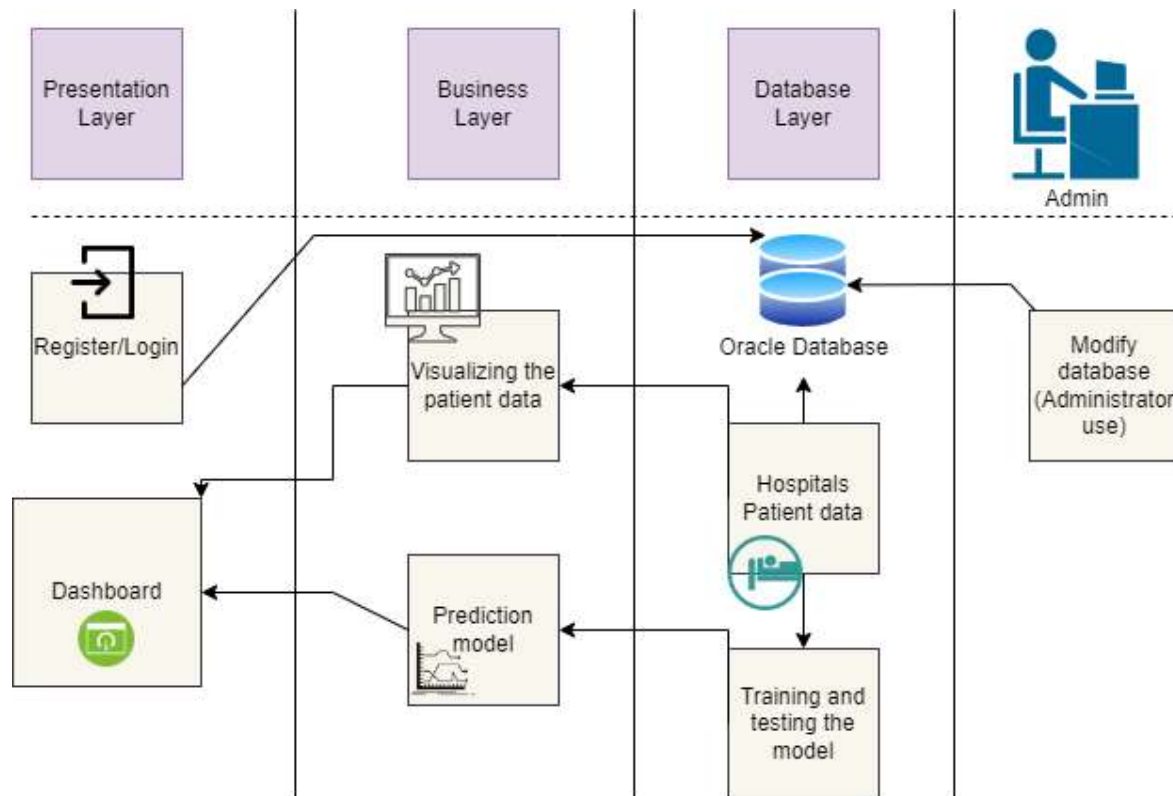 Presentation
Layer
Business
Layer
Database
Layer
Admin
Register/Login
Visualizing the
patient data
Oracle Database
Modify
database
(Administrator
use)
Hospitals
Patient data
Dashboard
Prediction
model
Training and
testing the
model